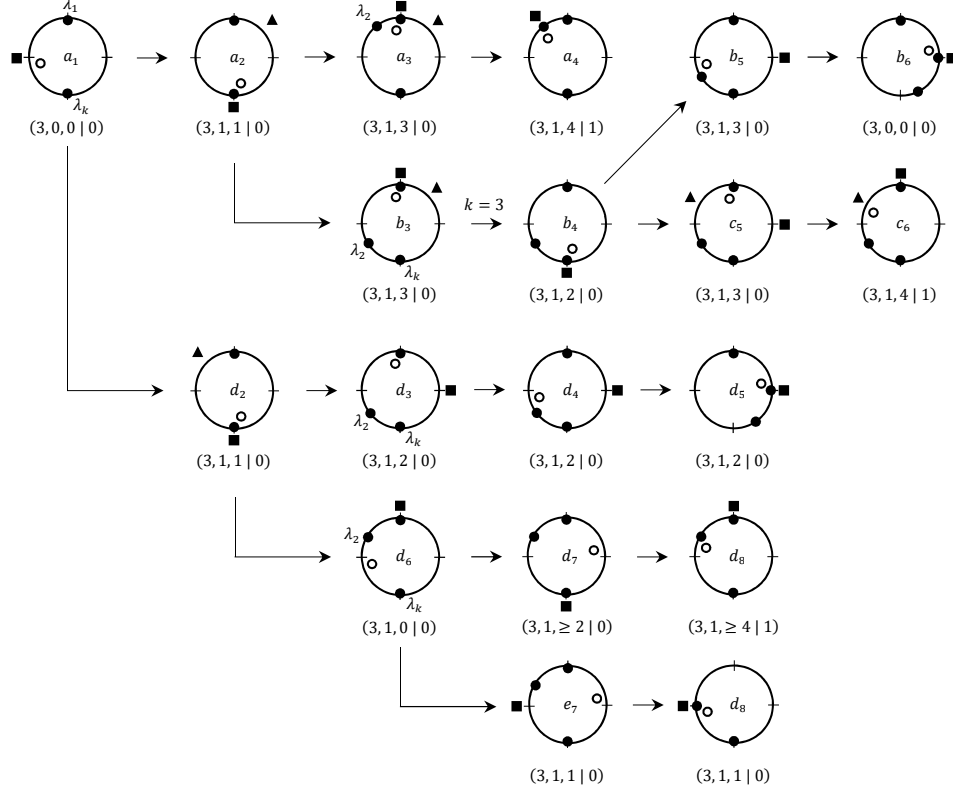 λ₁ λ₂
a₁ a₂ a₃ a₄ b₅ b₆
λₖ
(3,0,0 | 0) (3,1,1 | 0) (3,1,3 | 0) (3,1,4 | 1) (3,1,3 | 0) (3,0,0 | 0)
k = 3
b₃ b₄ c₅ c₆
λ₂
λₖ
(3,1,3 | 0) (3,1,2 | 0) (3,1,3 | 0) (3,1,4 | 1)
d₂ d₃ d₄ d₅
λ₂
λₖ
(3,1,1 | 0) (3,1,2 | 0) (3,1,2 | 0) (3,1,2 | 0)
λ₂
d₆ d₇ d₈
λₖ
(3,1,0 | 0) (3,1,≥ 2 | 0) (3,1,≥ 4 | 1)
e₇ d₈
(3,1,1 | 0) (3,1,1 | 0)